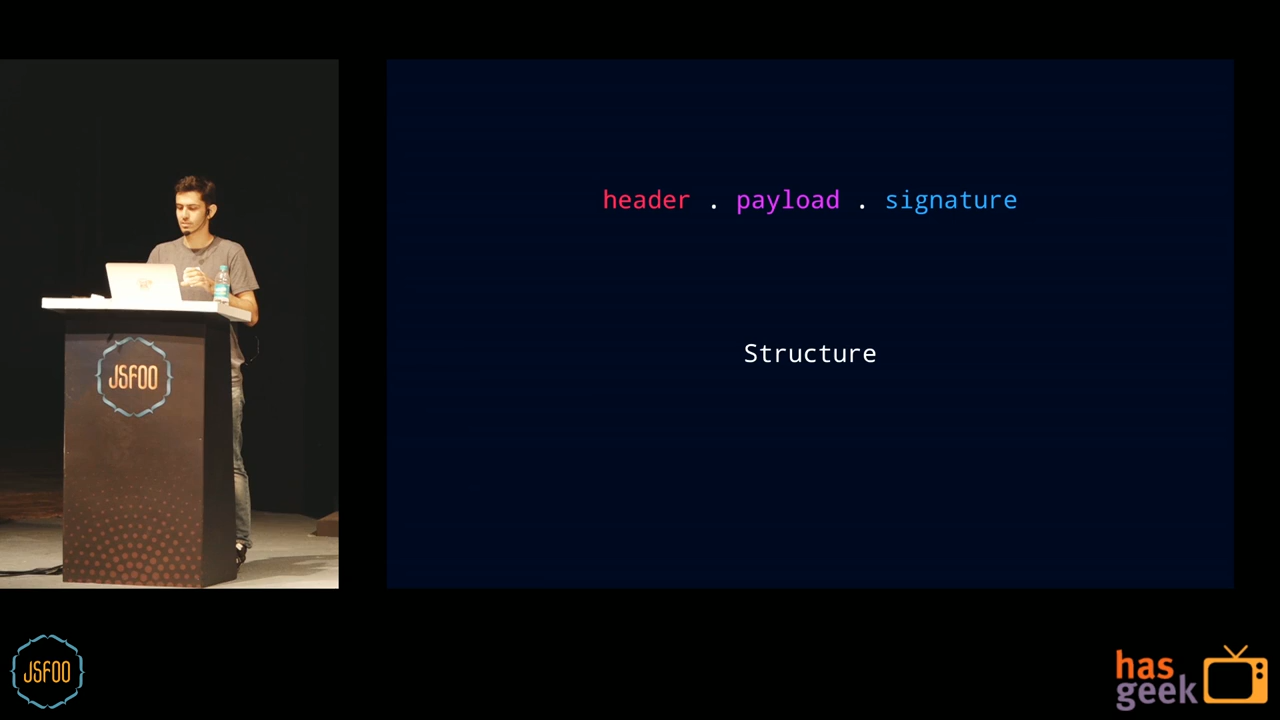 header . payload . signature
Structure
JSFOO
JSFOO
has
geek